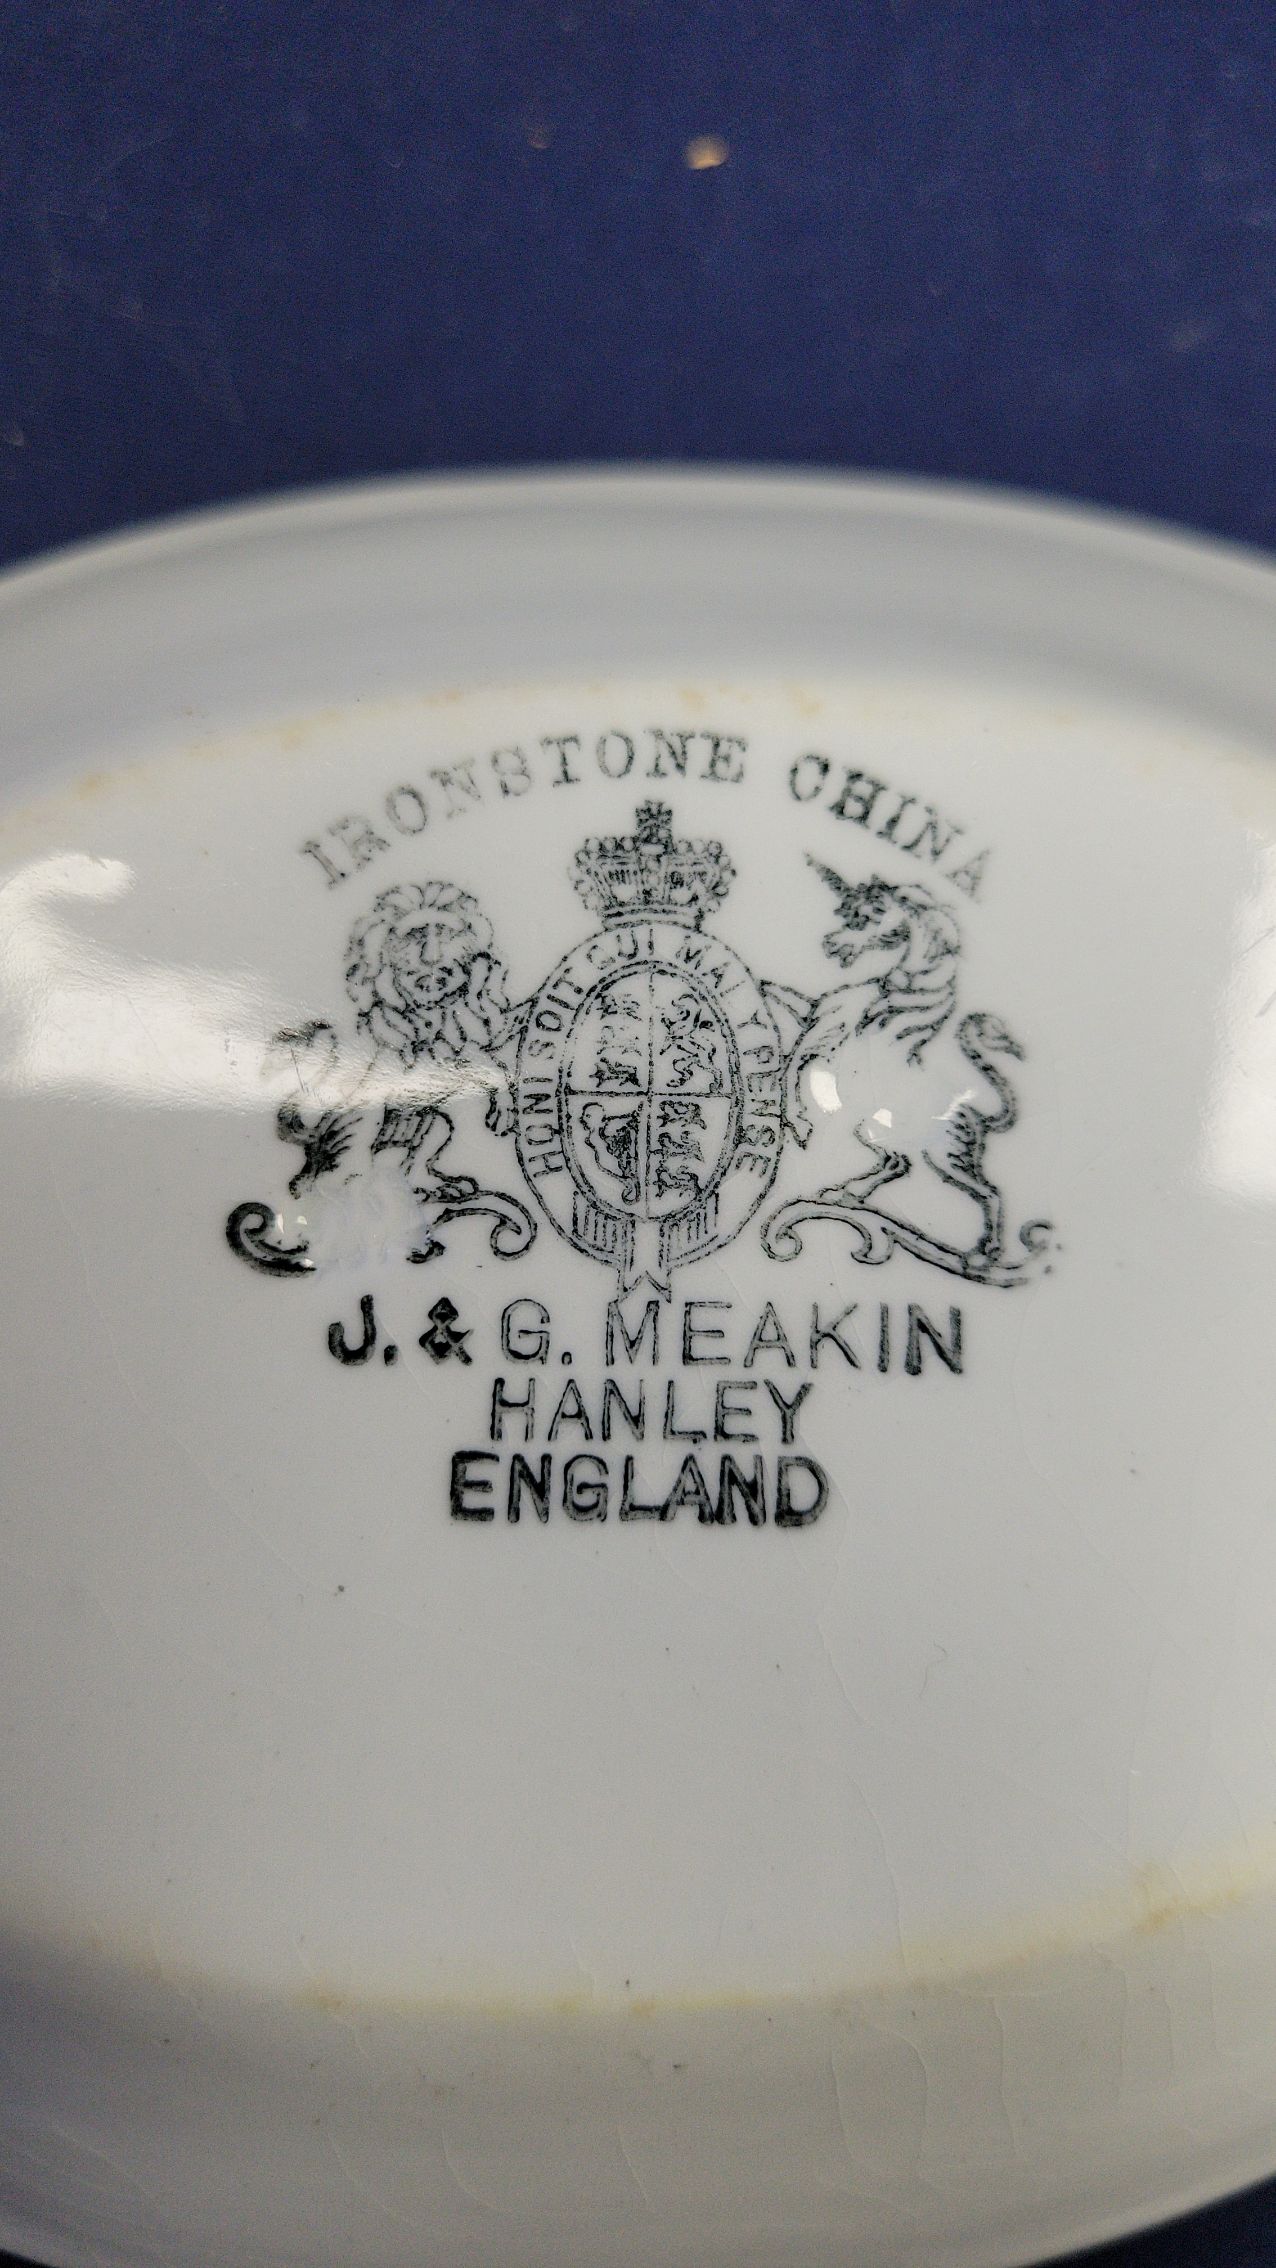 IRONSTONE CHINA
HONI SOIT QUI MAL Y PENSE
J. & G. MEAKIN
HANLEY
ENGLAND